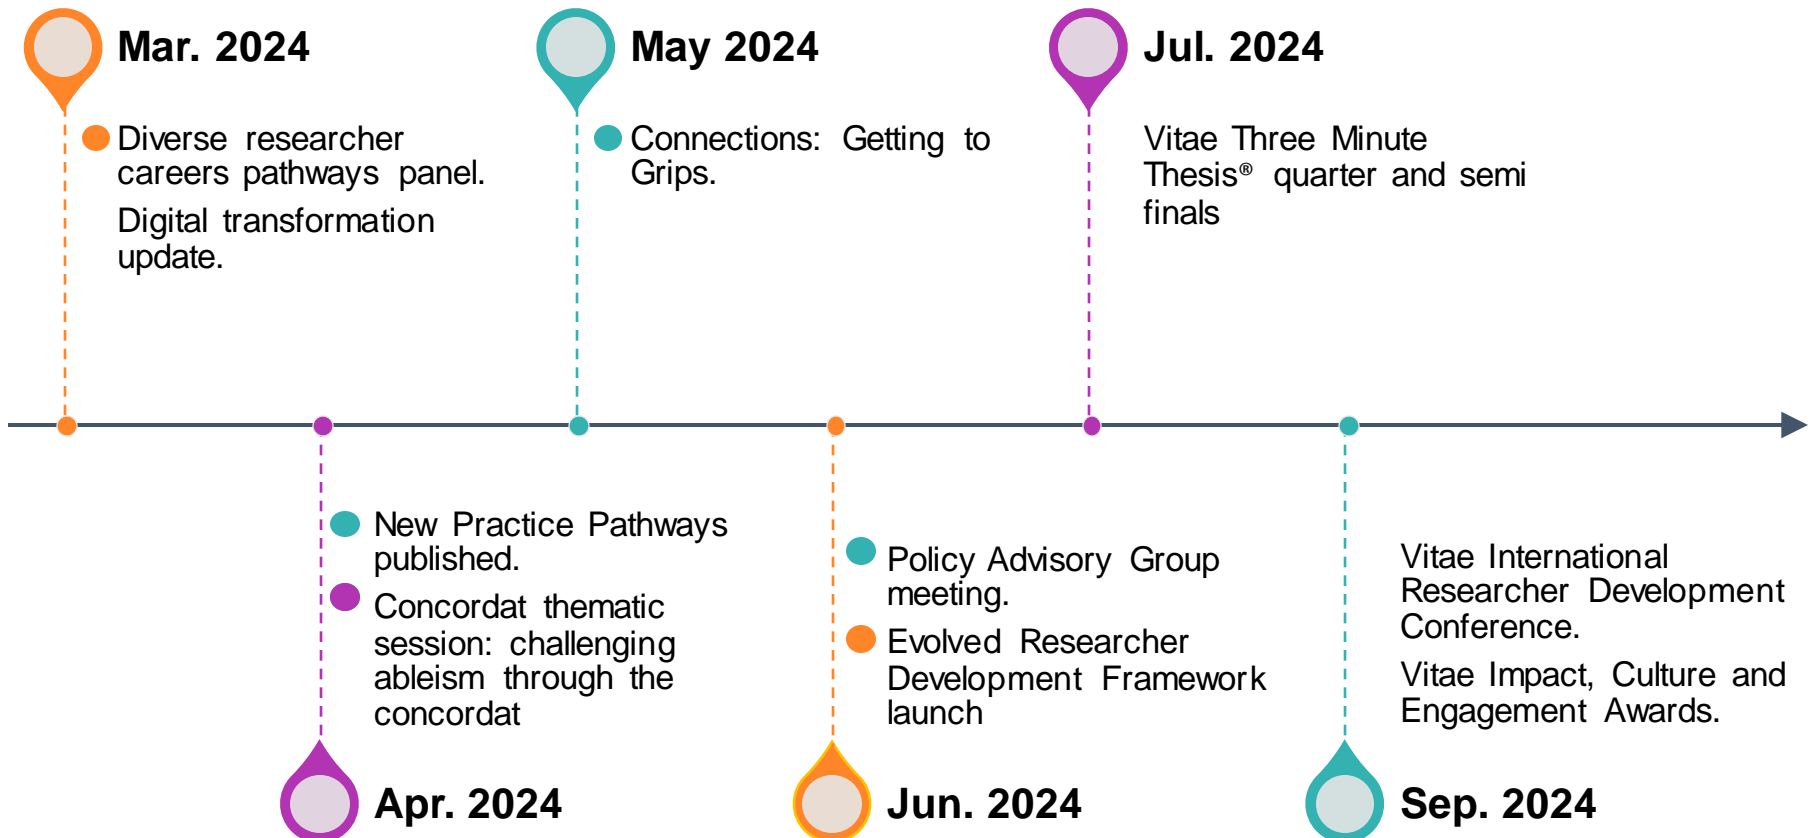 Mar. 2024
Diverse researcher
careers pathways panel.
Digital transformation
update.
May 2024
Connections: Getting to
Grips.
Jul. 2024
Vitae Three Minute
Thesis® quarter and semi
finals
New Practice Pathways
published.
Concordat thematic
session: challenging
ableism through the
concordat
Apr. 2024
Policy Advisory Group
meeting.
Evolved Researcher
Development Framework
launch
Jun. 2024
Vitae International
Researcher Development
Conference.
Vitae Impact, Culture and
Engagement Awards.
Sep. 2024